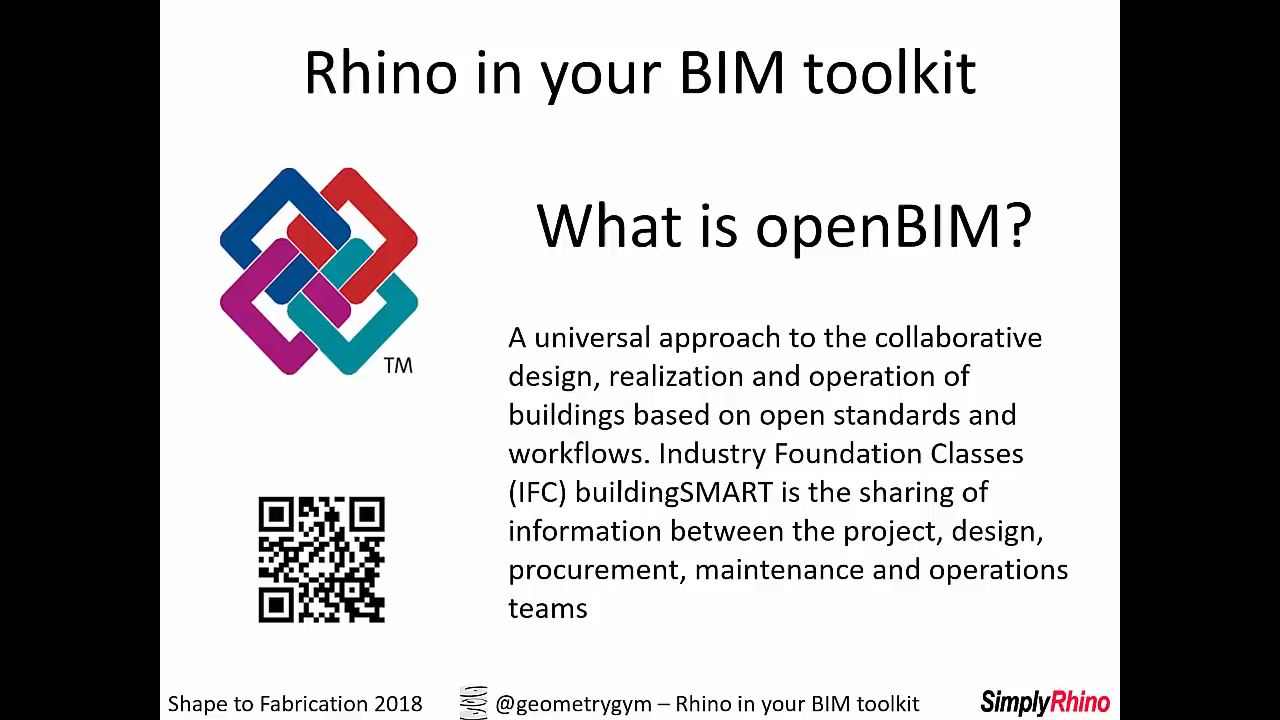 Rhino in your BIM toolkit
TM
What is openBIM?
A universal approach to the collaborative
design, realization and operation of
buildings based on open standards and
workflows. Industry Foundation Classes
(IFC) buildingSMART is the sharing of
information between the project, design,
procurement, maintenance and operations
teams
Shape to Fabrication 2018
@geometrygym – Rhino in your BIM toolkit
SimplyRhino